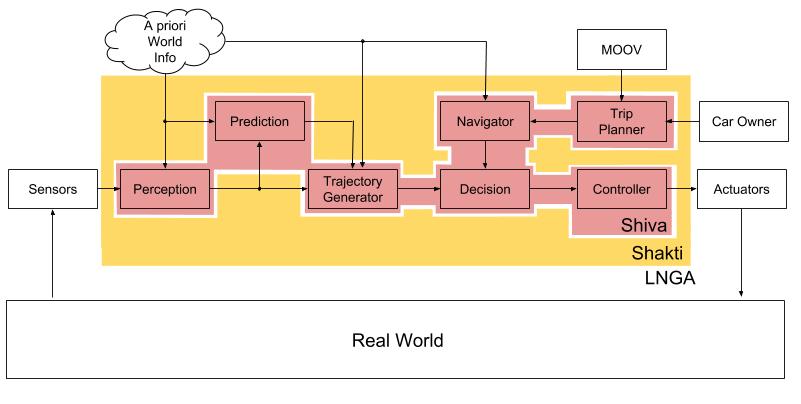 A priori
World
Info
MOOV
Prediction
Navigator
Trip
Planner
Car Owner
Sensors
Perception
Trajectory
Generator
Decision
Controller
Actuators
Shiva
Shakti
LNGA
Real World